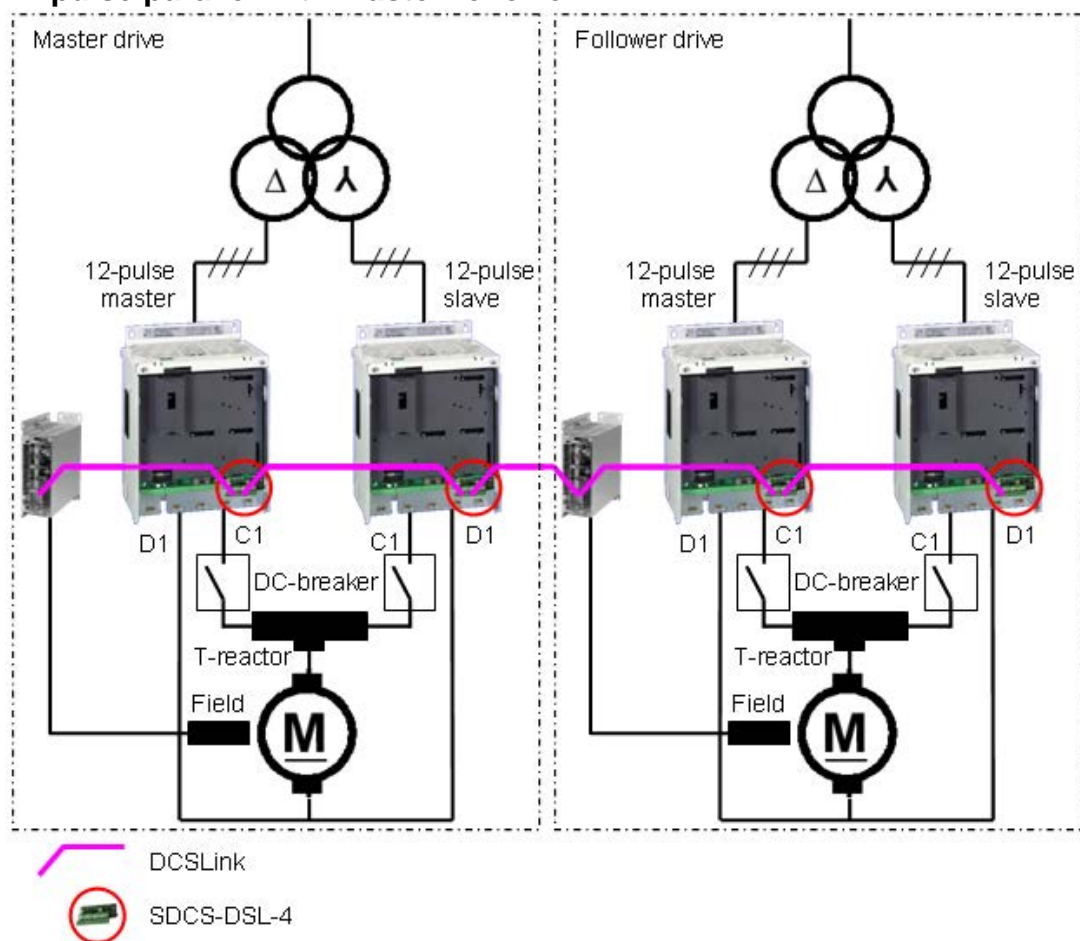 Master drive
Follower drive
Δ
Y
Δ
Y
12-pulse
master
12-pulse
slave
12-pulse
master
12-pulse
slave
D1
C1
C1
D1
D1
C1
C1
D1
DC-breaker
DC-breaker
T-reactor
T-reactor
Field
Field
M
M
DCSLink
SDCS-DSL-4